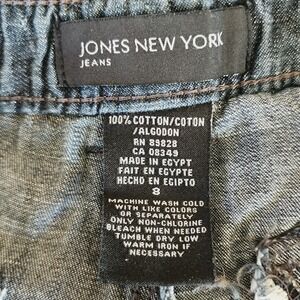 JONES NEW YORK
JEANS
100% COTTON/COTON
/ALGODON
RN 89828
CA 08349
MADE IN EGYPT
FAIT EN EGYPTE
HECHO EN EGIPTO
8
MACHINE WASH COLD
WITH LIKE COLORS
OR SEPARATELY
ONLY NON-CHLORINE
BLEACH WHEN NEEDED
TUMBLE DRY LOW
WARM IRON IF
NECESSARY